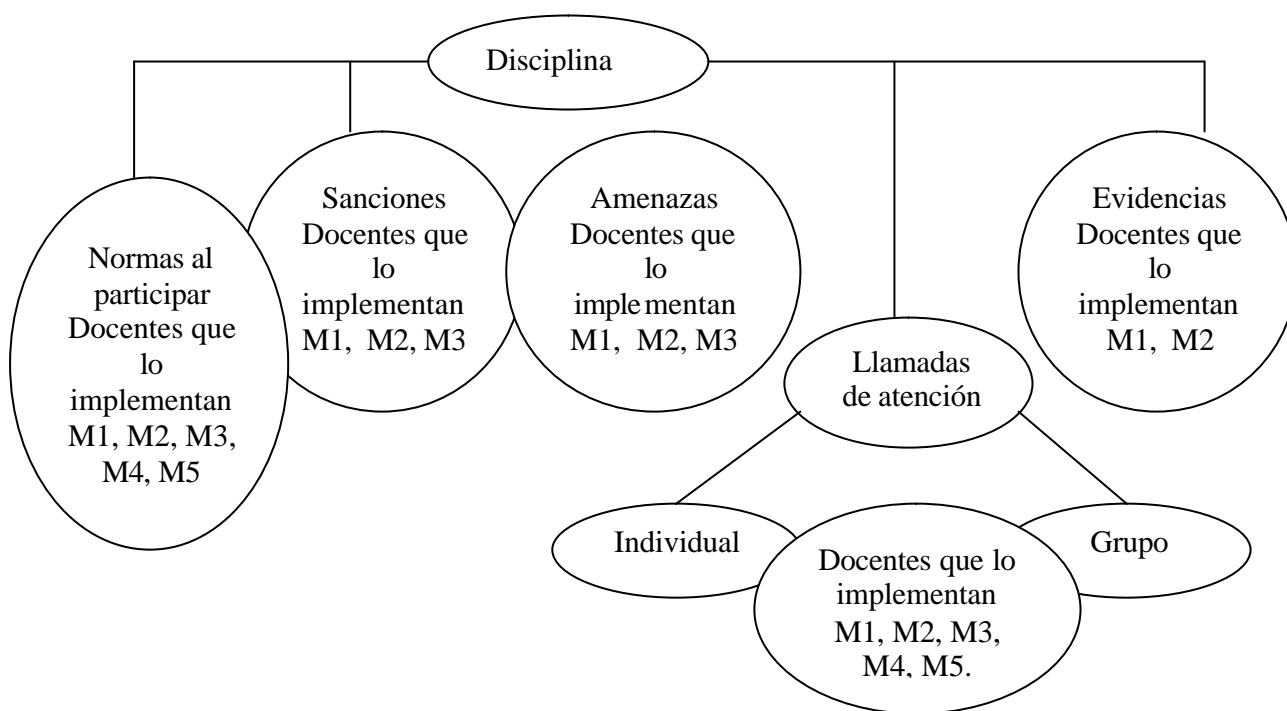 Disciplina
Normas al
participar
Docentes que
lo
implementan
M1, M2, M3,
M4, M5
Sanciones
Docentes que
lo
implementan
M1, M2, M3
Amenazas
Docentes que
lo
implementan
M1, M2, M3
Evidencias
Docentes que
lo
implementan
M1, M2
Llamadas
de atención
Individual
Docentes que lo
implementan
M1, M2, M3,
M4, M5.
Grupo